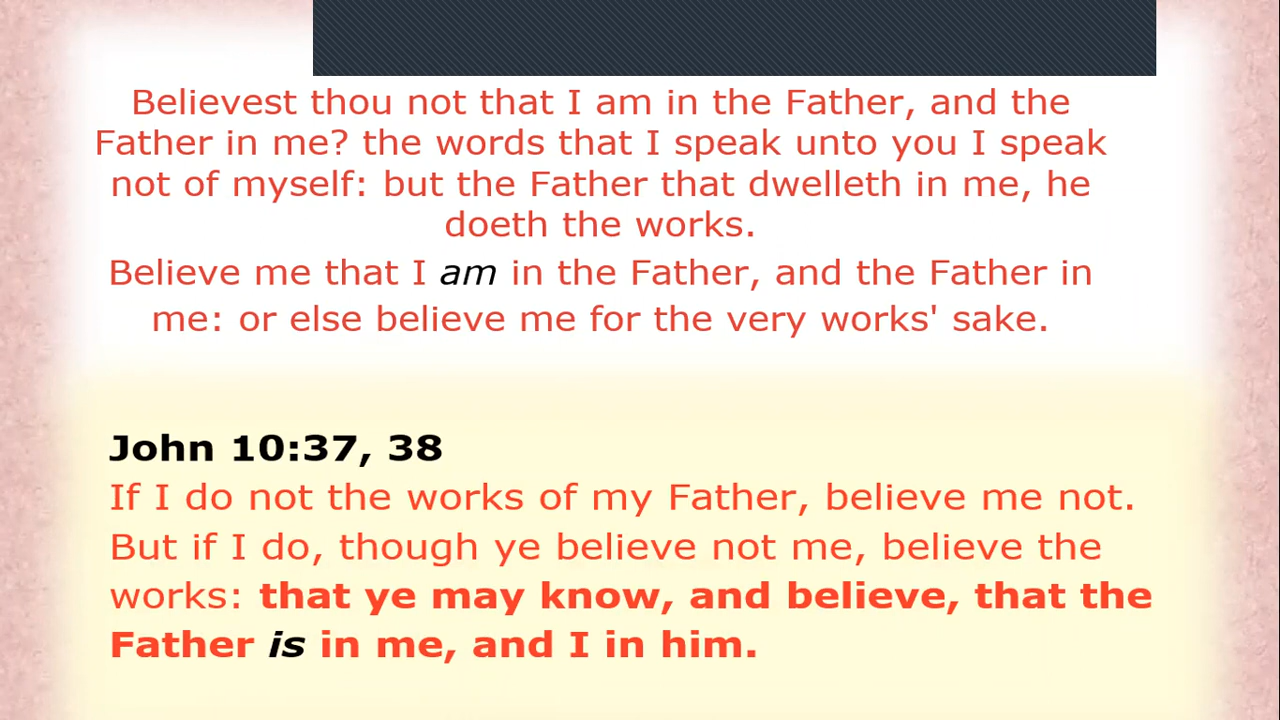 Believest thou not that I am in the Father, and the
Father in me? the words that I speak unto you I speak
not of myself: but the Father that dwelleth in me, he
doeth the works.
Believe me that I am in the Father, and the Father in
me: or else believe me for the very works' sake.
John 10:37, 38
If I do not the works of my Father, believe me not.
But if I do, though ye believe not me, believe the
works: that ye may know, and believe, that the
Father is in me, and I in him.